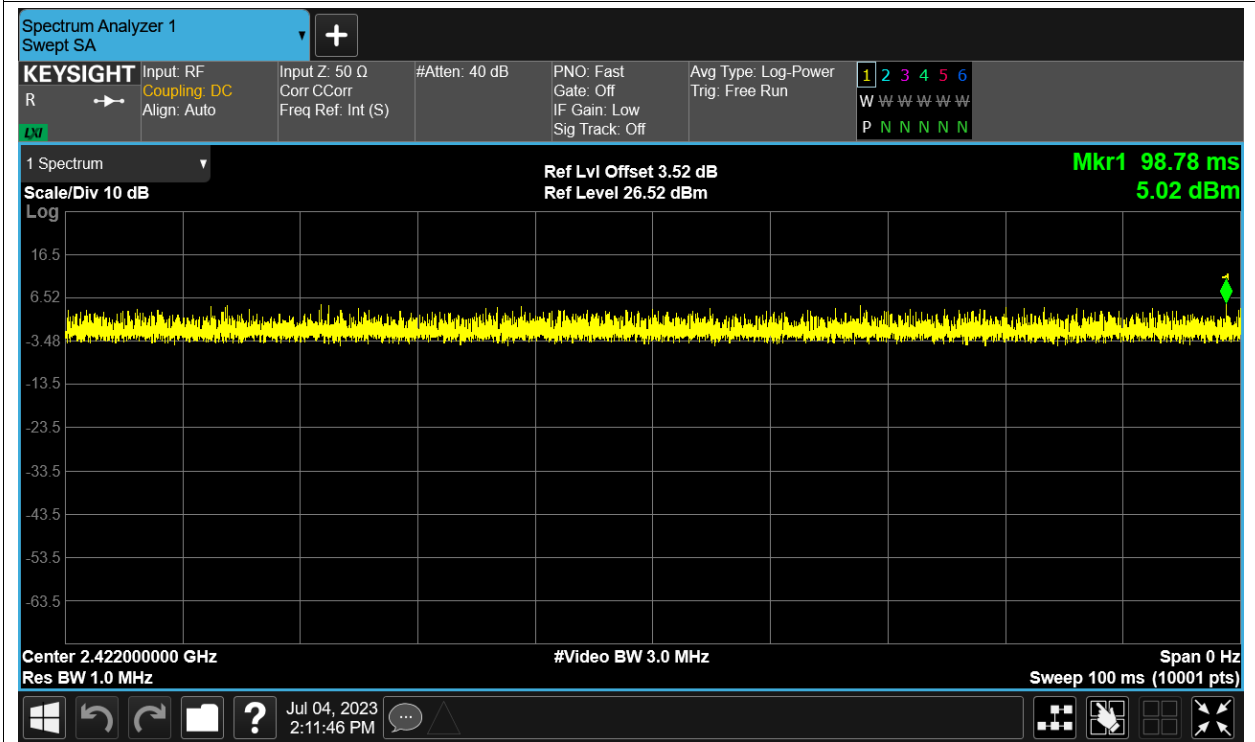 Spectrum Analyzer 1
Swept SA
KEYSIGHT
R
LXI
Input: RF
Coupling: DC
Align: Auto
Input Z: 50 Ω
Corr CCorr
Freq Ref: Int (S)
#Atten: 40 dB
PNO: Fast
Gate: Off
IF Gain: Low
Sig Track: Off
Avg Type: Log-Power
Trig: Free Run
1 2 3 4 5 6
W W W W W W
P N N N N N
1 Spectrum
Scale/Div 10 dB
Log
Ref Lvl Offset 3.52 dB
Ref Level 26.52 dBm
Mkr1 98.78 ms
5.02 dBm
16.5
6.52
-3.48
-13.5
-23.5
-33.5
-43.5
-53.5
-63.5
1
Center 2.422000000 GHz
Res BW 1.0 MHz
#Video BW 3.0 MHz
Span 0 Hz
Sweep 100 ms (10001 pts)
?
Jul 04, 2023
2:11:46 PM